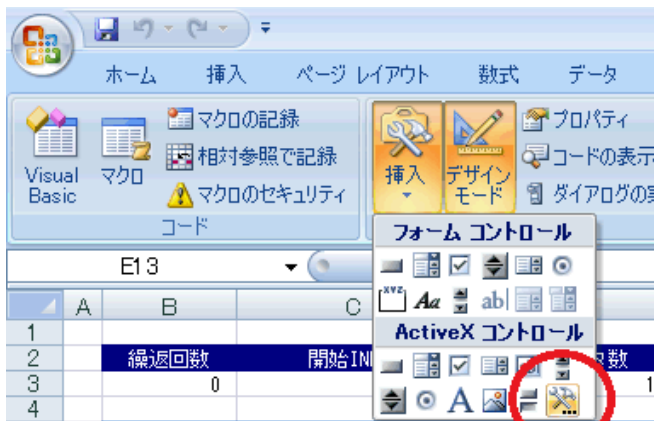 ホーム 挿入 ページ レイアウト 数式 データ
マクロの記録
相対参照で記録
マクロのセキュリティ
Visual Basic
マクロ
コード
挿入
デザイン モード
プロパティ
コードの表示
ダイアログの実
フォーム コントロール
XYZ
Aa ab
ActiveX コントロール
A
E13
A B C
1
2 繰返回数 開始IN 数
3 0 1
4